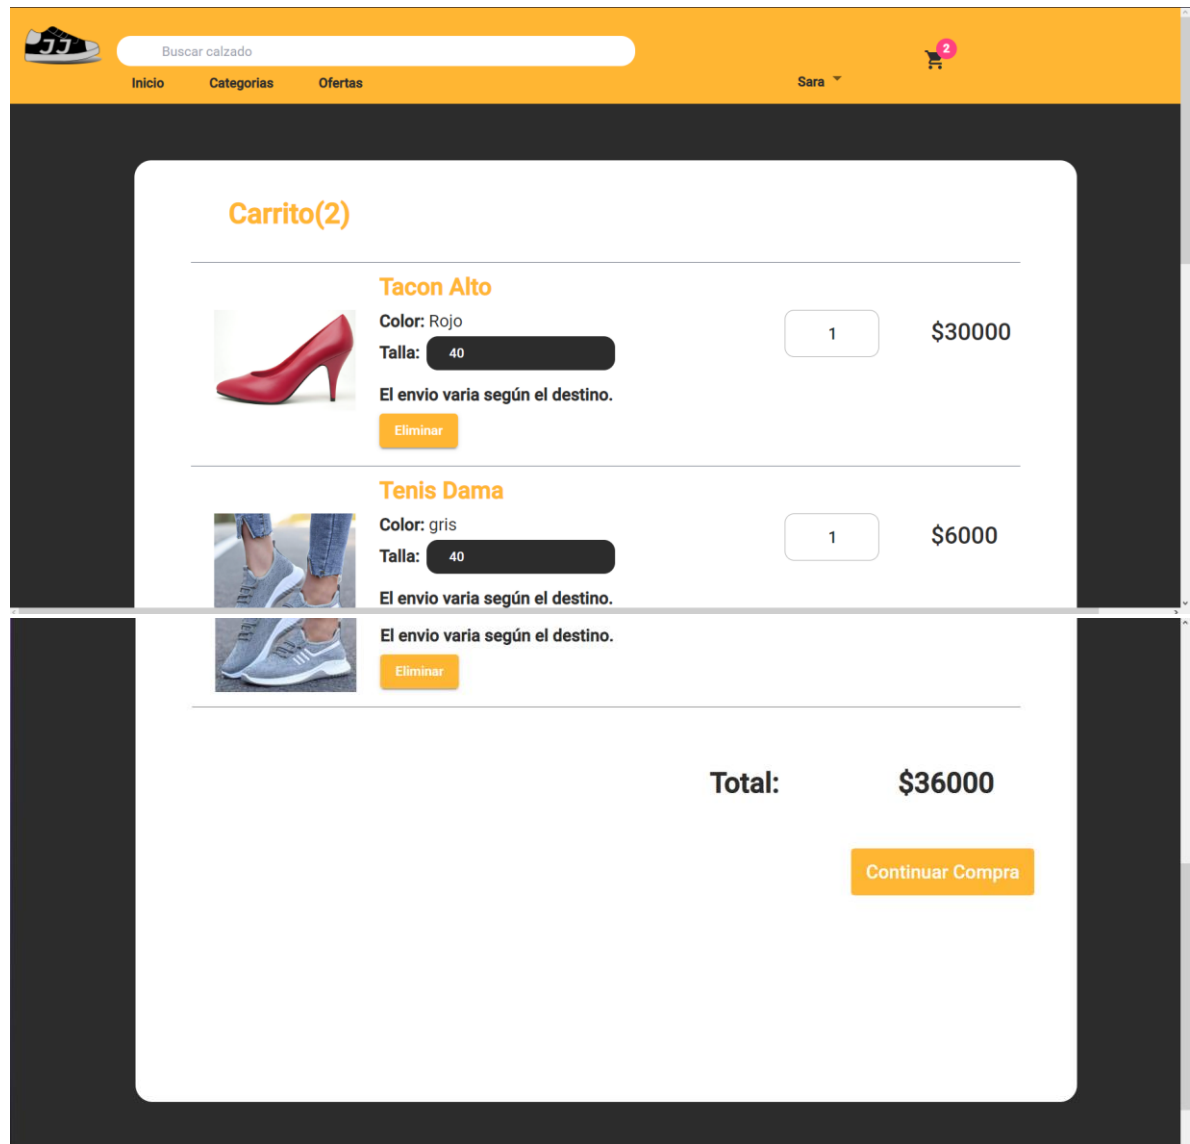 JJ
Buscar calzado
2
Inicio Categorias Ofertas
Sara
Carrito(2)
Tacon Alto
Color: Rojo
1 $30000
Talla: 40
El envio varia según el destino.
Eliminar
Tenis Dama
Color: gris
1 $6000
Talla: 40
El envio varia según el destino.
El envio varia según el destino.
Eliminar
Total: $36000
Continuar Compra